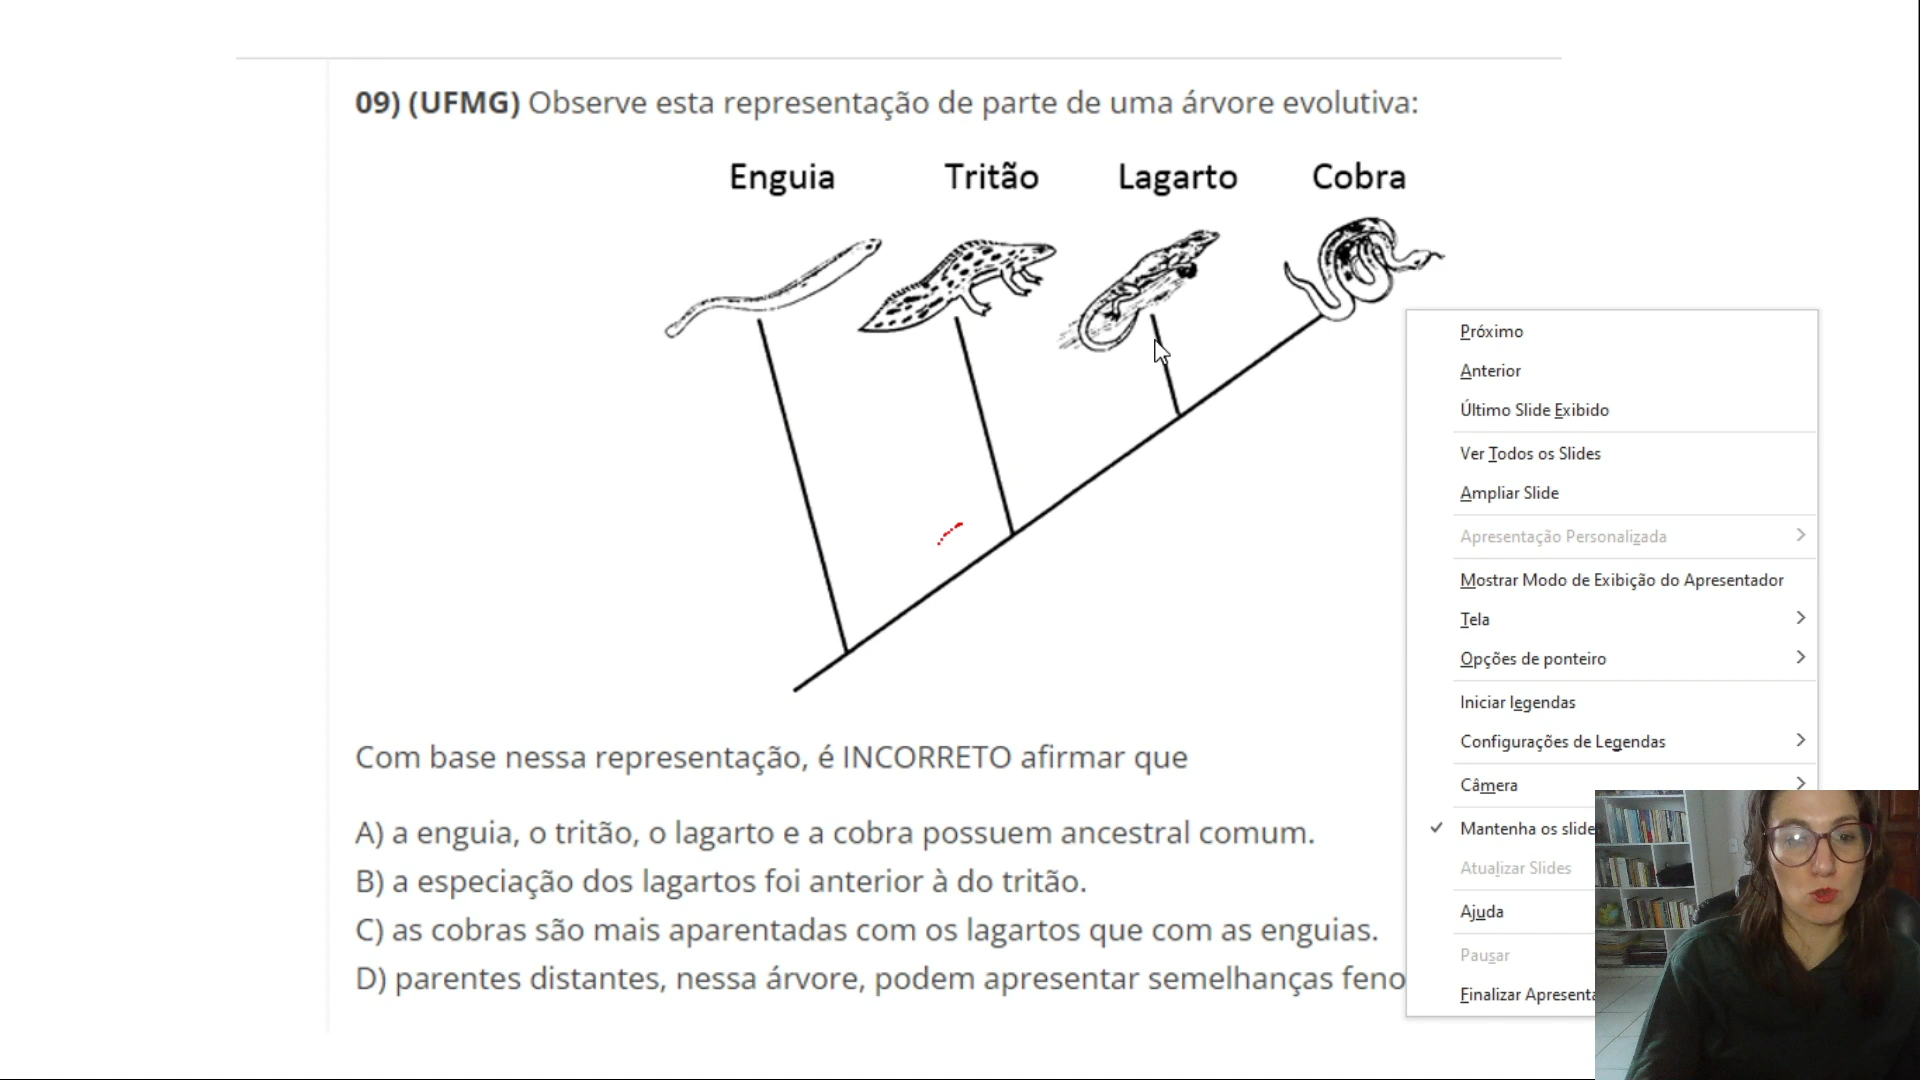 09) (UFMG) Observe esta representação de parte de uma árvore evolutiva:
Enguia Tritão Lagarto Cobra
Com base nessa representação, é INCORRETO afirmar que
A) a enguia, o tritão, o lagarto e a cobra possuem ancestral comum.
B) a especiação dos lagartos foi anterior à do tritão.
C) as cobras são mais aparentadas com os lagartos que com as enguias.
D) parentes distantes, nessa árvore, podem apresentar semelhanças feno
Próximo
Anterior
Último Slide Exibido
Ver Todos os Slides
Ampliar Slide
Apresentação Personalizada
Mostrar Modo de Exibição do Apresentador
Tela
Opções de ponteiro
Iniciar legendas
Configurações de Legendas
Câmera
Mantenha os slide
Atualizar Slides
Ajuda
Pausar
Finalizar Apresenta